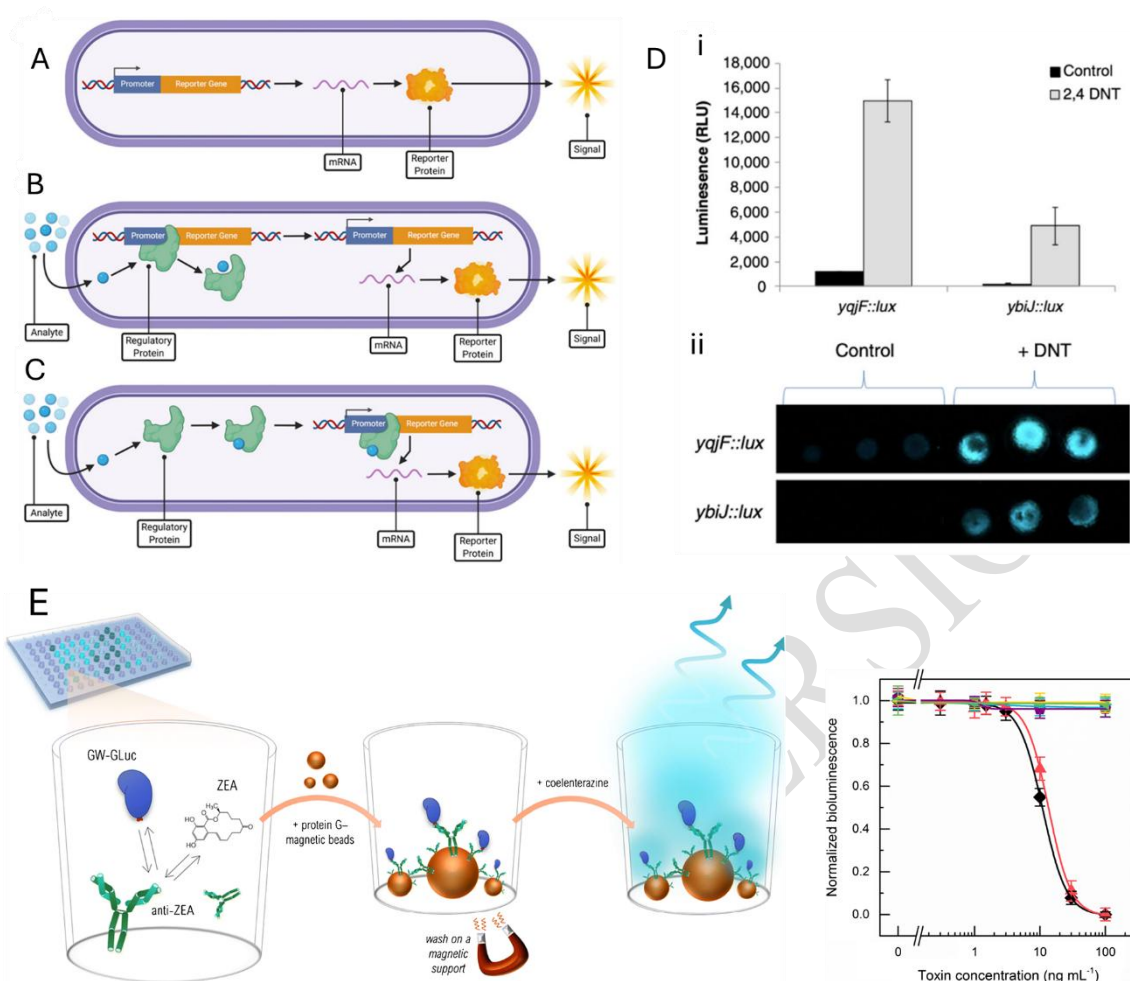 A
Promoter Reporter Gene
mRNA
Reporter
Protein
Signal
B
Promoter Reporter Gene
Promoter Reporter Gene
Analyte
Regulatory
Protein
mRNA
Reporter
Protein
Signal
C
Promoter Reporter Gene
Analyte
Regulatory
Protein
mRNA
Reporter
Protein
Signal
D
i
Luminesence (RLU)
18,000
16,000
14,000
12,000
10,000
8,000
6,000
4,000
2,000
0
Control
2,4 DNT
yqjF::lux
ybiJ::lux
ii
Control
+ DNT
yqjF::lux
ybiJ::lux
E
GW-GLuc
ZEA
H₃C
O
O
HO
O
OH
anti-ZEA
+ protein G–
magnetic beads
wash on a
magnetic
support
+ coelenterazine
ERSIO
Normalized bioluminescence
1.0
0.8
0.6
0.4
0.2
0.0
0 1 10 100
Toxin concentration (ng mL⁻¹)